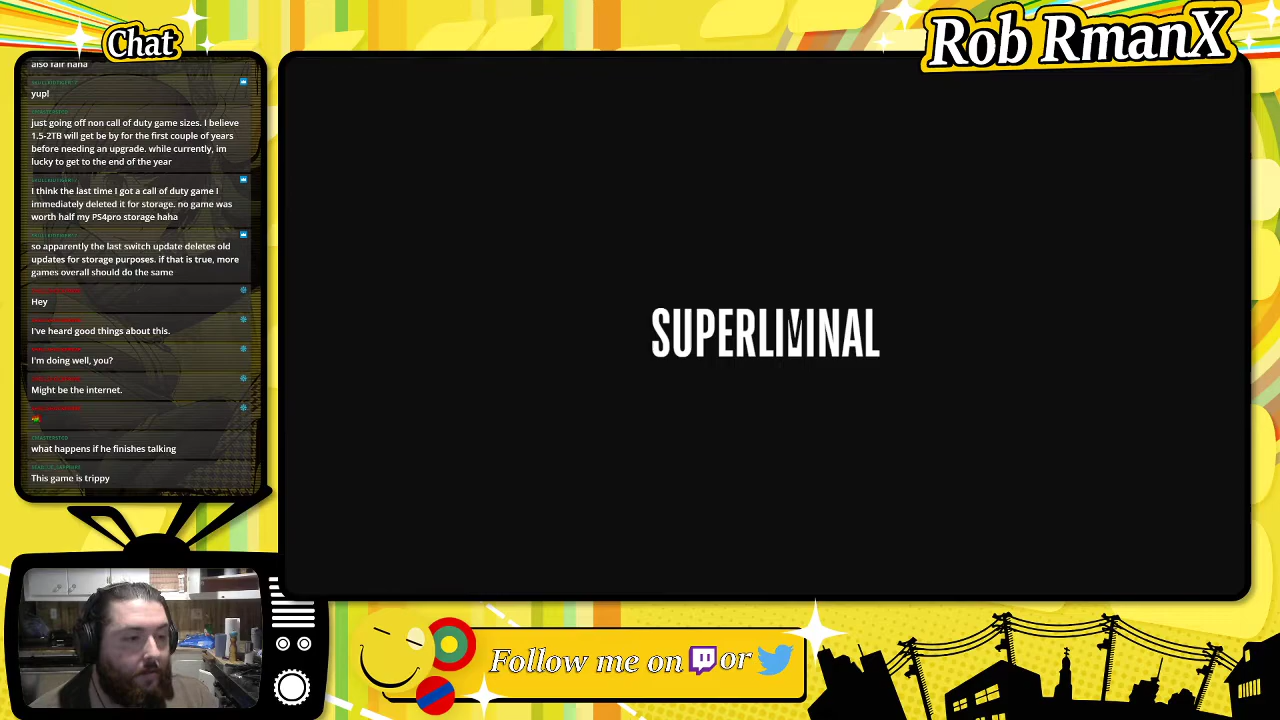 Chat
Rob RmanX
also fair hand
yup!
just going off non call of duty game sizes. I believe
1.5-2TB will get be by for the first couple of years
before needing an upgrade. while currently, im
lucky to get to the end of the year
I think the last time I got a call of duty game I
immediately deleted it for storage. no game was
worth half my PS4pro storage haha
so apparently the last switch update deletes old
updates for storage purposes. if that is true, more
games overall should do the same
Hey
I've heard good things about this.
I'm doing well, you?
Might be the internet.
what happens if he finishes talking
This game is trippy
SUPERLIMINAL
Follow me on or